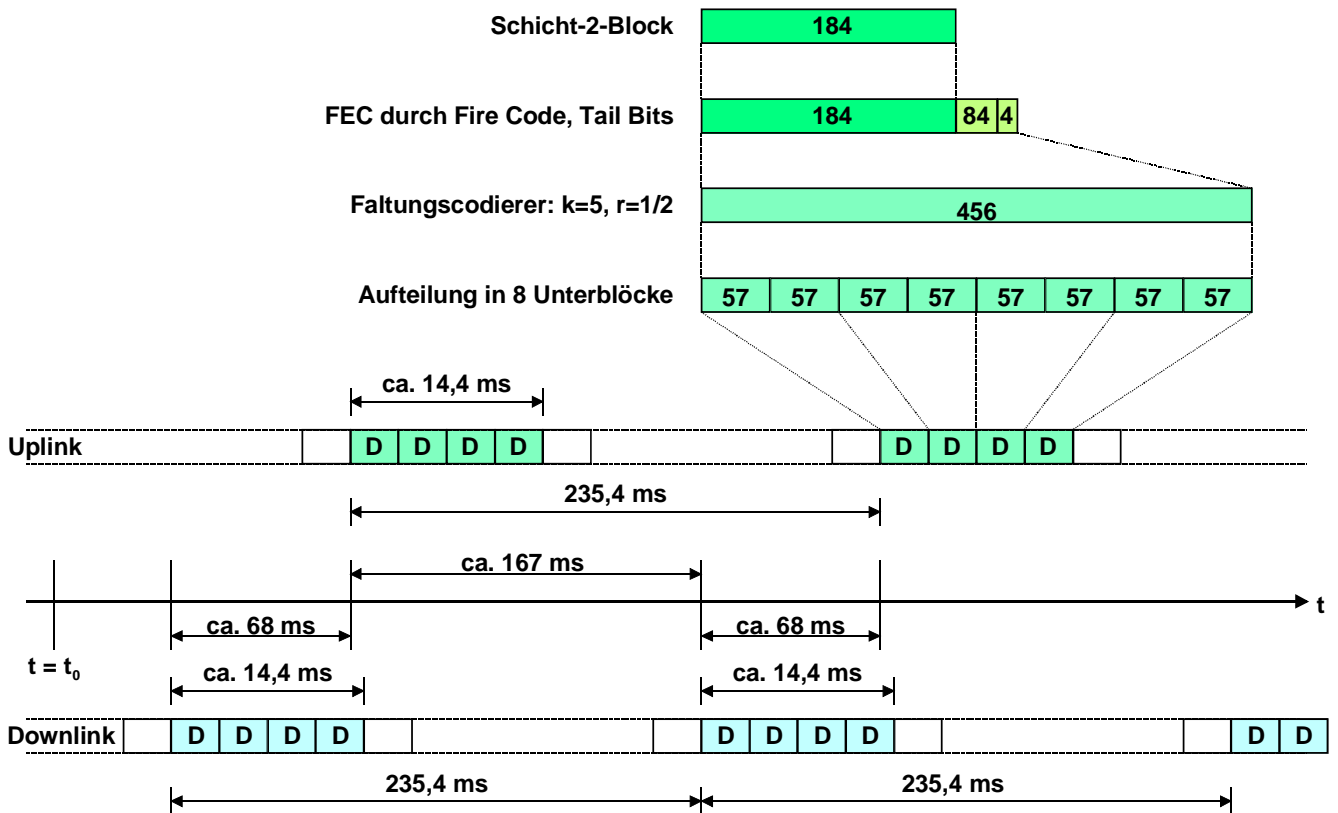 Schicht-2-Block 184
FEC durch Fire Code, Tail Bits 184 84 4
Faltungscodierer: k=5, r=1/2 456
Aufteilung in 8 Unterblöcke 57 57 57 57 57 57 57 57
ca. 14,4 ms
Uplink D D D D D D D D
235,4 ms
ca. 167 ms
t
ca. 68 ms ca. 68 ms
t = t₀
ca. 14,4 ms ca. 14,4 ms
Downlink D D D D D D D D D D
235,4 ms 235,4 ms